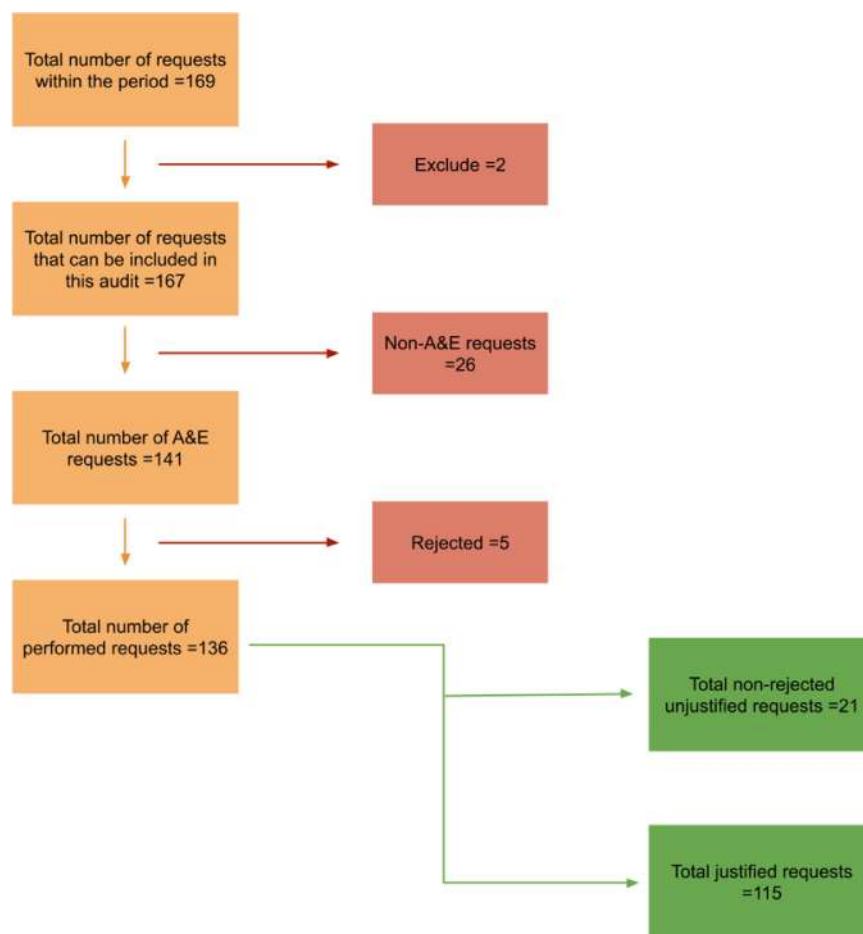 Total number of requests
within the period =169
Exclude =2
Total number of requests
that can be included in
this audit =167
Non-A&E requests
=26
Total number of A&E
requests =141
Rejected =5
Total number of
performed requests =136
Total non-rejected
unjustified requests =21
Total justified requests
=115